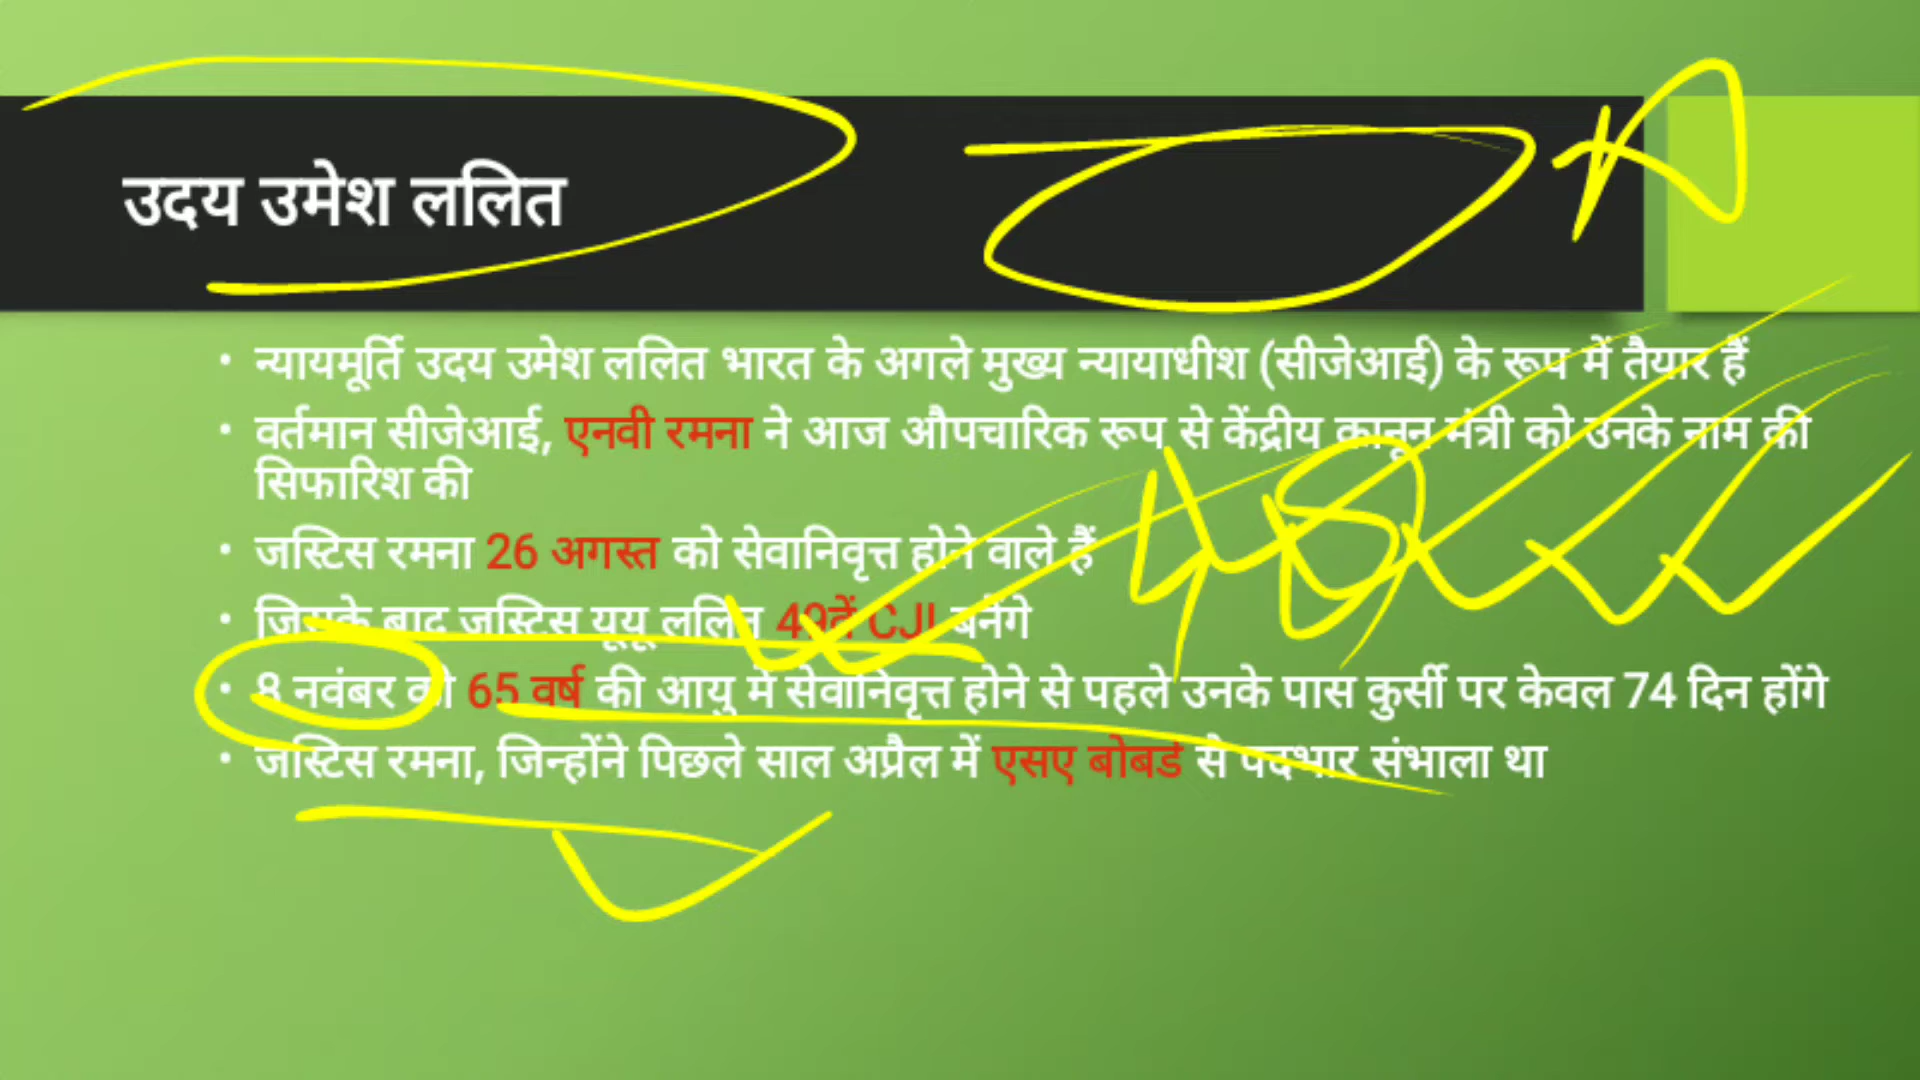 उदय उमेश ललित
• न्यायमूर्ति उदय उमेश ललित भारत के अगले मुख्य न्यायाधीश (सीजेआई) के रूप में तैयार हैं
• वर्तमान सीजेआई, एनवी रमना ने आज औपचारिक रूप से केंद्रीय कानून मंत्री को उनके नाम की
सिफारिश की
• जस्टिस रमना 26 अगस्त को सेवानिवृत्त होने वाले हैं
48
• जिसके बाद जस्टिस यूयू ललित 49वें CJI बनेंगे
• 8 नवंबर को 65 वर्ष की आयु में सेवानिवृत्त होने से पहले उनके पास कुर्सी पर केवल 74 दिन होंगे
• जस्टिस रमना, जिन्होंने पिछले साल अप्रैल में एसए बोबडे से पदभार संभाला था